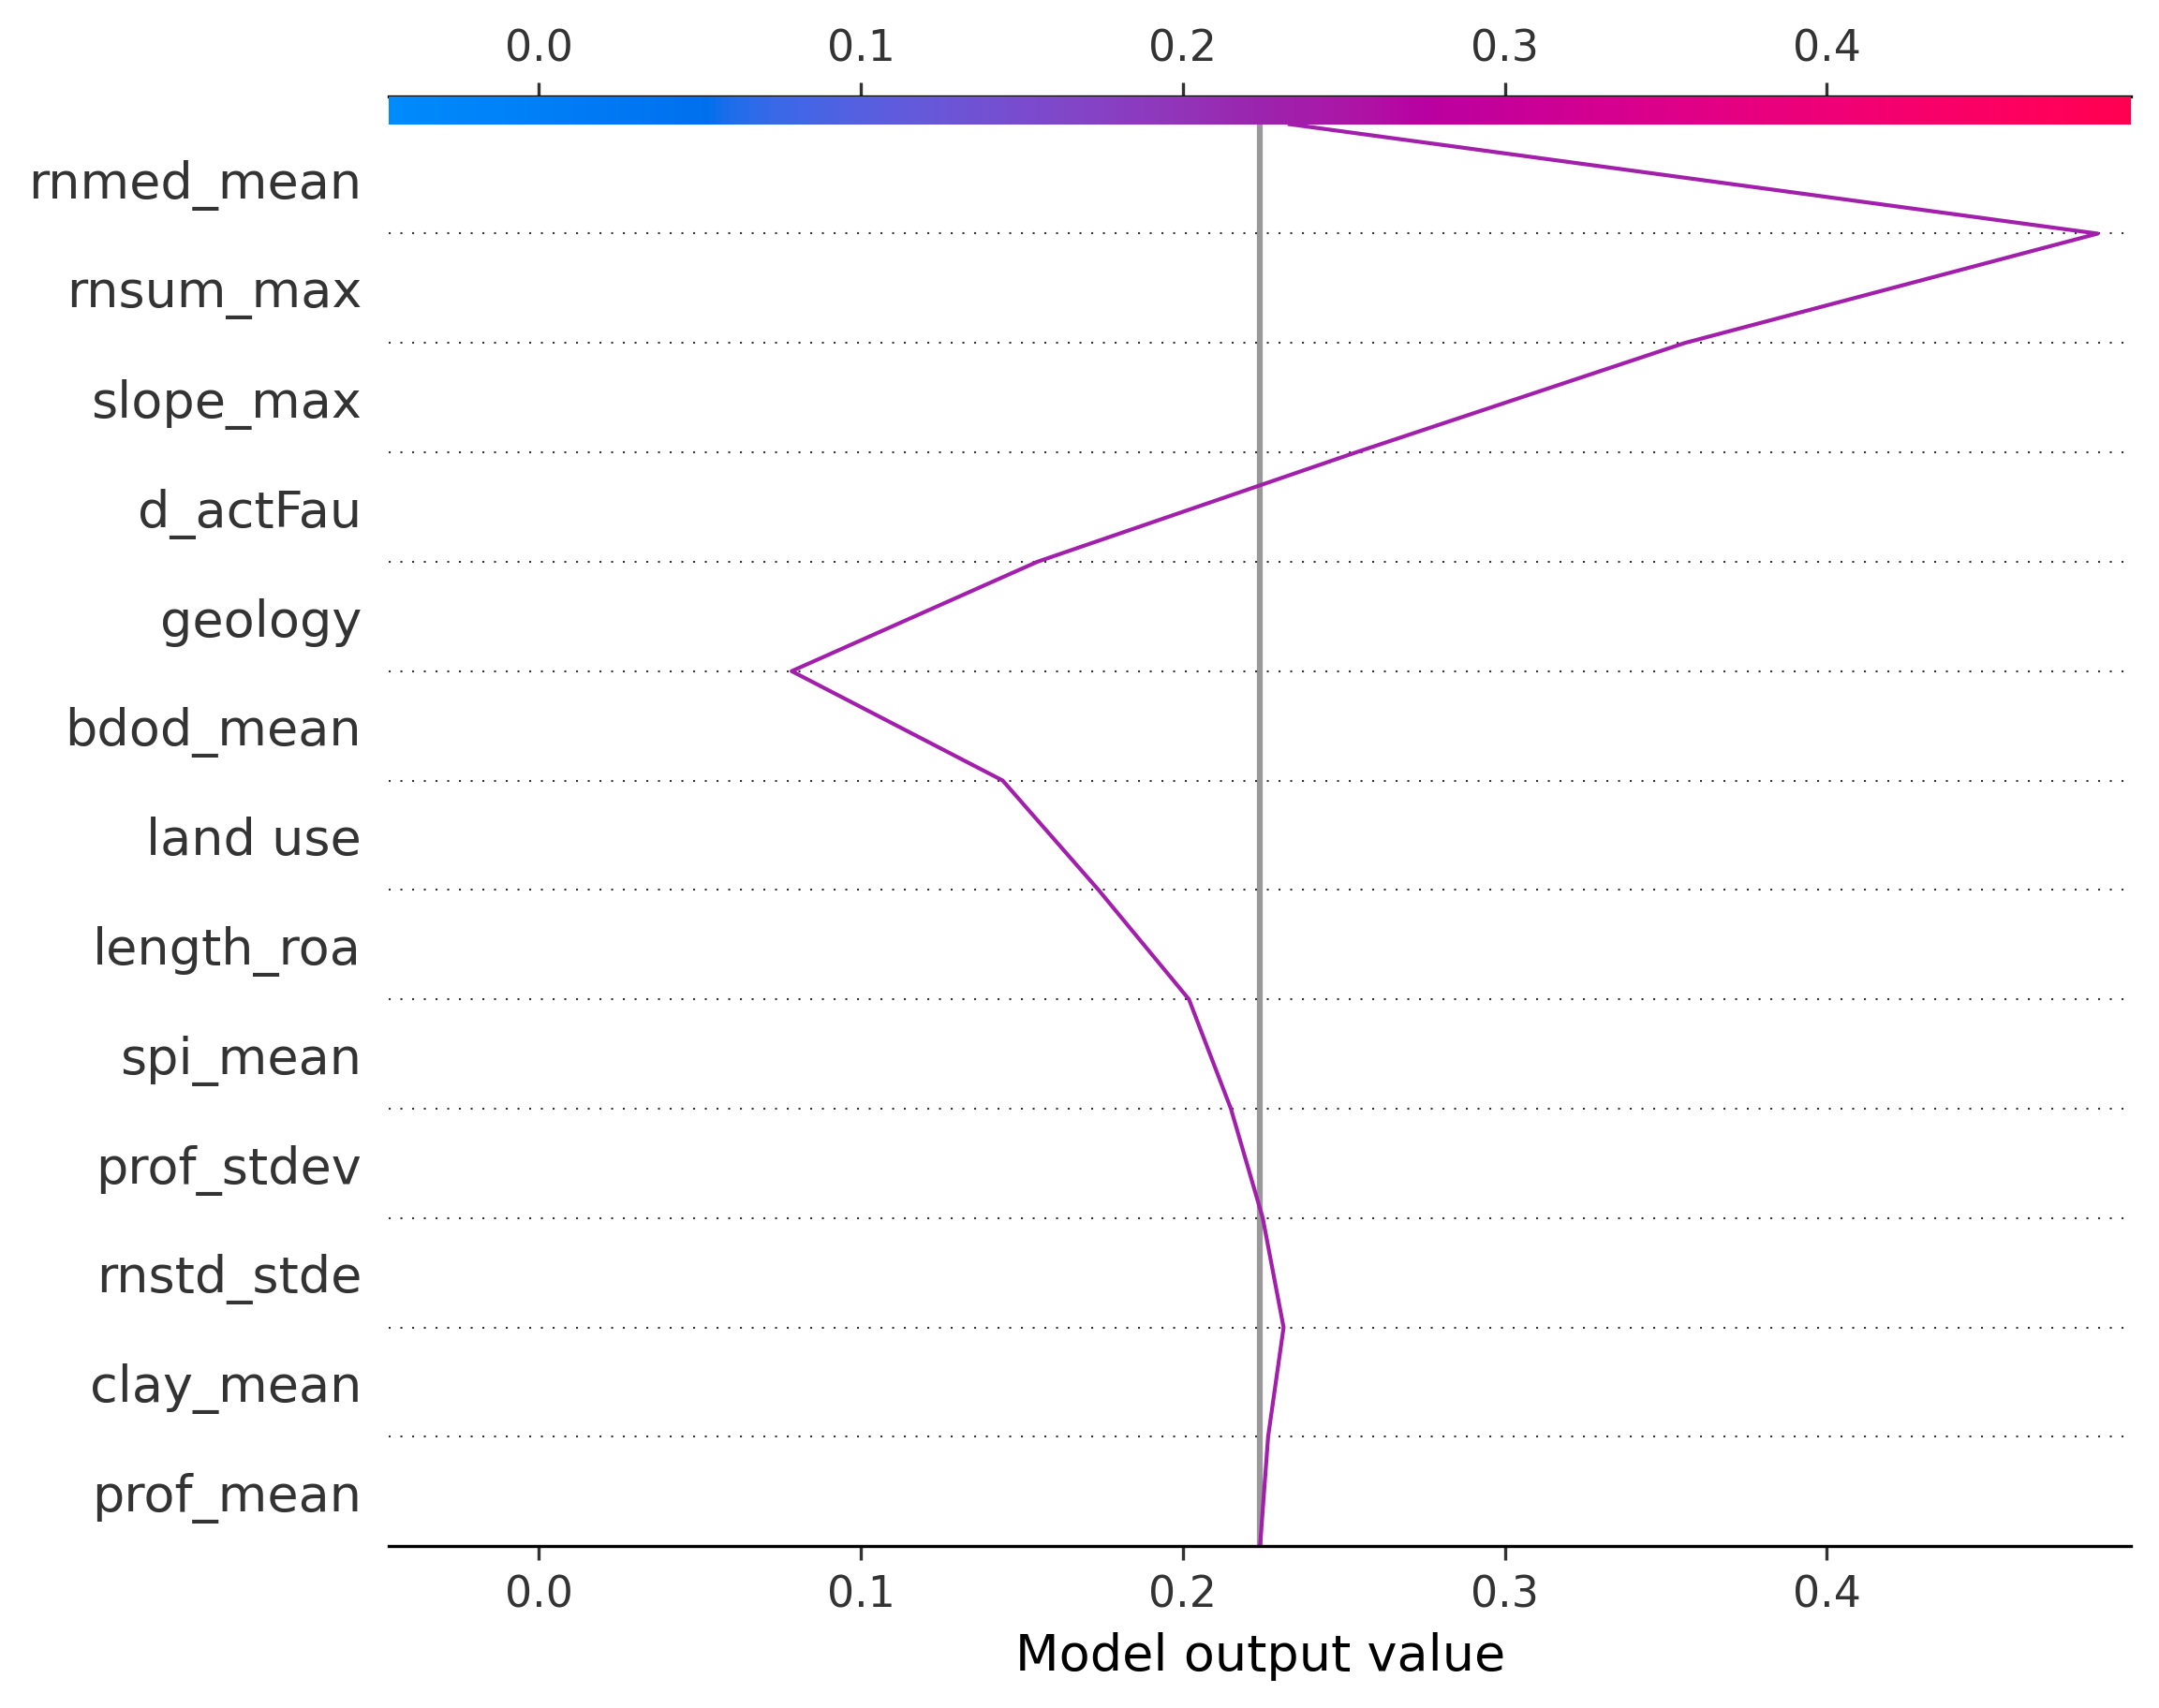 0.0 0.1 0.2 0.3 0.4
rnmed_mean
rnsum_max
slope_max
d_actFau
geology
bdod_mean
land use
length_roa
spi_mean
prof_stdev
rnstd_stde
clay_mean
prof_mean
0.0 0.1 0.2 0.3 0.4
Model output value